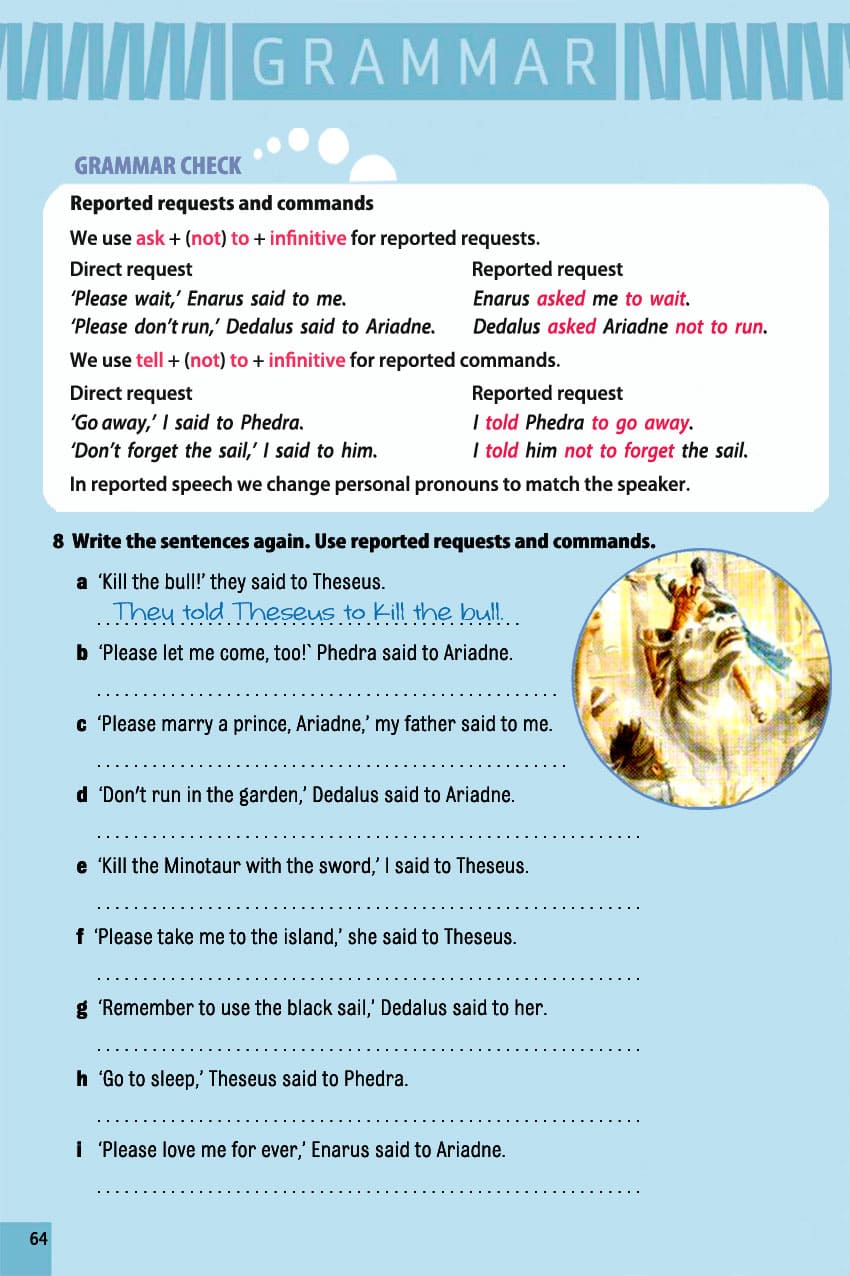 GRAMMAR
GRAMMAR CHECK
Reported requests and commands
We use ask + (not) to + infinitive for reported requests.
Direct request Reported request
‘Please wait,’ Enarus said to me. Enarus asked me to wait.
‘Please don’t run,’ Dedalus said to Ariadne. Dedalus asked Ariadne not to run.
We use tell + (not) to + infinitive for reported commands.
Direct request Reported request
‘Go away,’ I said to Phedra. I told Phedra to go away.
‘Don’t forget the sail,’ I said to him. I told him not to forget the sail.
In reported speech we change personal pronouns to match the speaker.
8 Write the sentences again. Use reported requests and commands.
a ‘Kill the bull!’ they said to Theseus.
They told Theseus to kill the bull.
b ‘Please let me come, too!` Phedra said to Ariadne.
c ‘Please marry a prince, Ariadne,’ my father said to me.
d ‘Don’t run in the garden,’ Dedalus said to Ariadne.
e ‘Kill the Minotaur with the sword,’ I said to Theseus.
f ‘Please take me to the island,’ she said to Theseus.
g ‘Remember to use the black sail,’ Dedalus said to her.
h ‘Go to sleep,’ Theseus said to Phedra.
i ‘Please love me for ever,’ Enarus said to Ariadne.
64